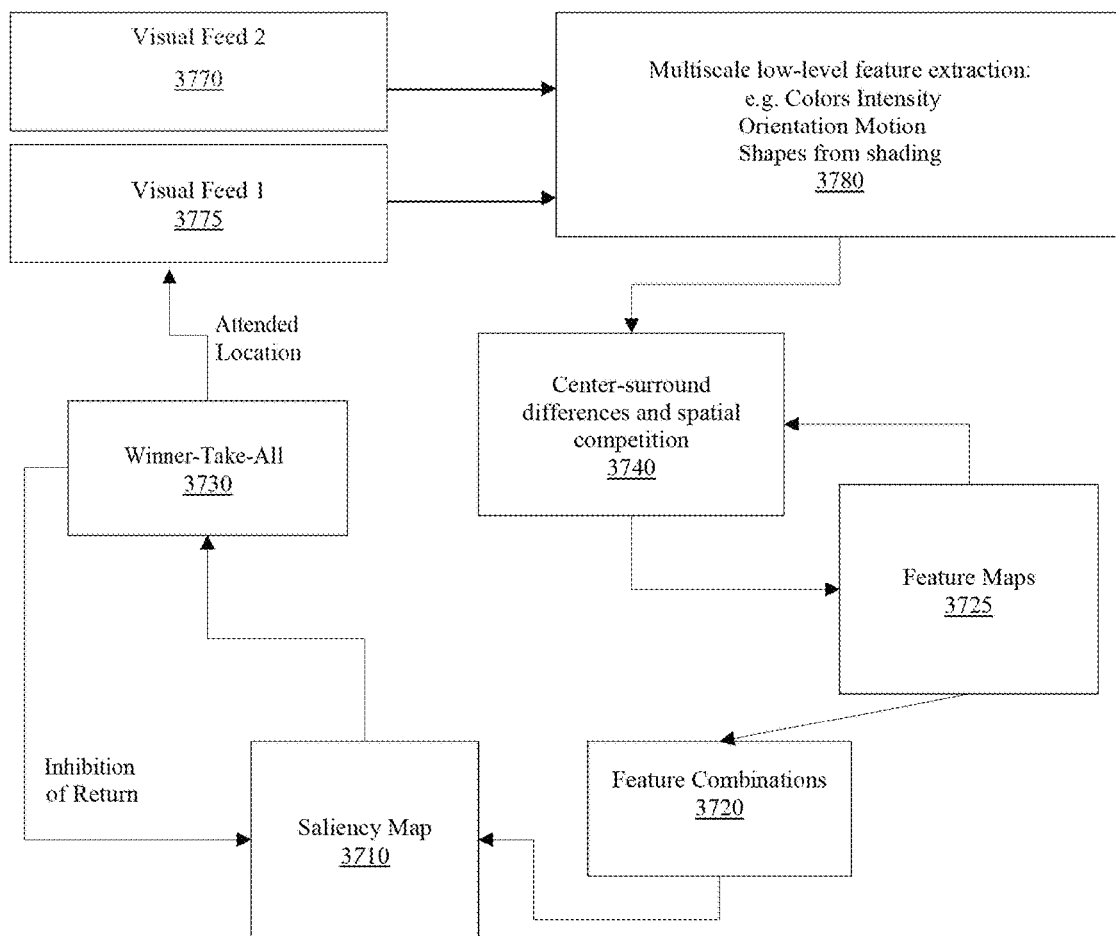 Visual Feed 2
3770
Visual Feed 1
3775
Multiscale low-level feature extraction:
e.g. Colors Intensity
Orientation Motion
Shapes from shading
3780
Attended
Location
Center-surround
differences and spatial
competition
3740
Winner-Take-All
3730
Feature Maps
3725
Inhibition
of Return
Saliency Map
3710
Feature Combinations
3720